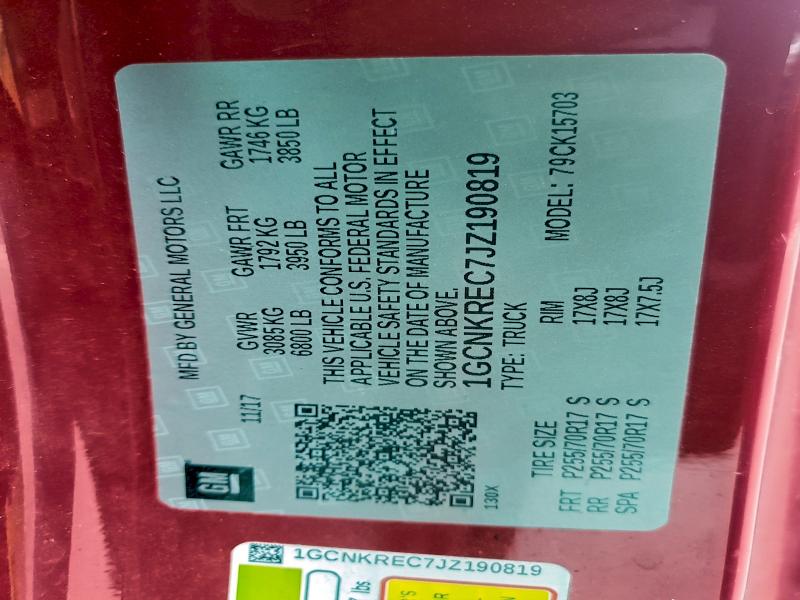 GM
11/17
MFD BY GENERAL MOTORS LLC
GVWR GAWR FRT GAWR RR
3085 KG 1792 KG 1746 KG
6800 LB 3950 LB 3850 LB
THIS VEHICLE CONFORMS TO ALL
APPLICABLE U.S. FEDERAL MOTOR
VEHICLE SAFETY STANDARDS IN EFFECT
ON THE DATE OF MANUFACTURE
SHOWN ABOVE.
1GCNKREC7JZ190819
130X TYPE: TRUCK
TIRE SIZE RIM MODEL: 79CK15703
FRT P255/70R17 S 17X8J
RR P255/70R17 S 17X8J
SPA P255/70R17 S 17X7.5J
1GCNKREC7JZ190819
lbs